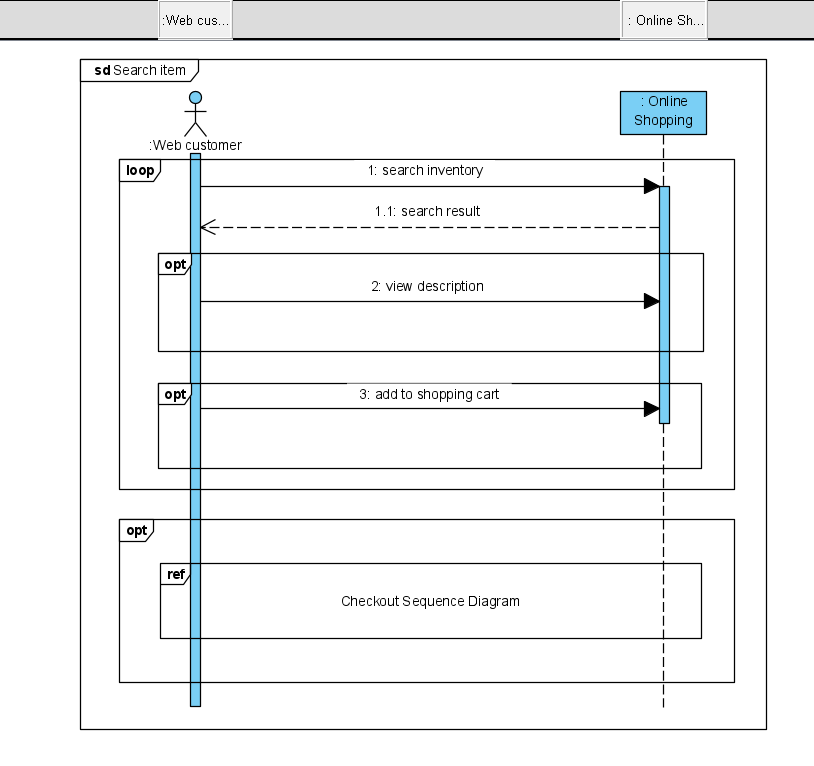 :Web cus...
: Online Sh...
sd Search item
: Online
Shopping
:Web customer
loop
1: search inventory
1.1: search result
opt
2: view description
opt
3: add to shopping cart
opt
ref
Checkout Sequence Diagram